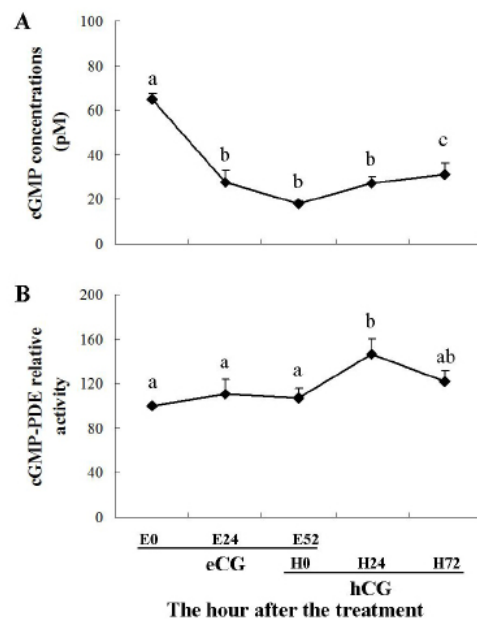 A
cGMP concentrations
(pM)
100
80
60
40
20
0
a
b
b
b
c
B
cGMP-PDE relative
activity
200
160
120
80
40
0
a
a
a
b
ab
E0 E24 E52
eCG
H0 H24 H72
hCG
The hour after the treatment